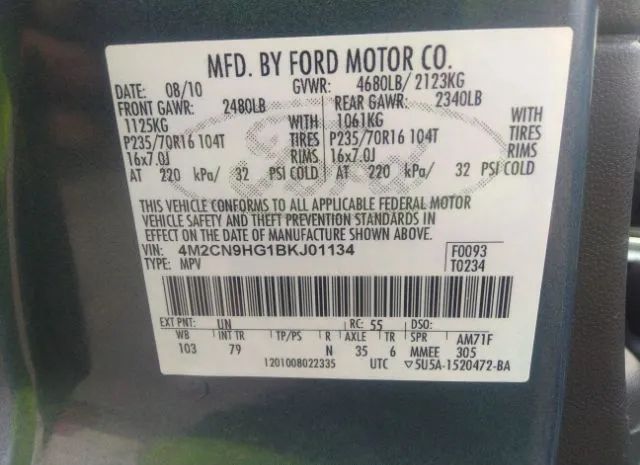 MFD. BY FORD MOTOR CO.
DATE: 08/10 GVWR: 4680LB/ 2123KG
FRONT GAWR: 2480LB REAR GAWR: 2340LB
1125KG WITH 1061KG WITH
P235/70R16 104T TIRES P235/70R16 104T TIRES
16x7.0J RIMS 16x7.0J RIMS
AT 220 kPa/ 32 PSI COLD AT 220 kPa/ 32 PSI COLD
Ford
THIS VEHICLE CONFORMS TO ALL APPLICABLE FEDERAL MOTOR
VEHICLE SAFETY AND THEFT PREVENTION STANDARDS IN
EFFECT ON THE DATE OF MANUFACTURE SHOWN ABOVE.
VIN: 4M2CN9HG1BKJ01134 F0093
TYPE: MPV T0234
EXT PNT: UN RC: 55 DSO:
WB INT TR TP/PS R AXLE TR SPR AM71F
103 79 N 35 6 MMEE 305
1201008022335 UTC ▽5U5A-1520472-BA